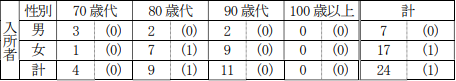 入所者 性別 70歳代 80歳代 90歳代 100歳以上 計
男 3 (0) 2 (0) 2 (0) 0 (0) 7 (0)
女 1 (0) 7 (1) 9 (0) 0 (0) 17 (1)
計 4 (0) 9 (1) 11 (0) 0 (0) 24 (1)